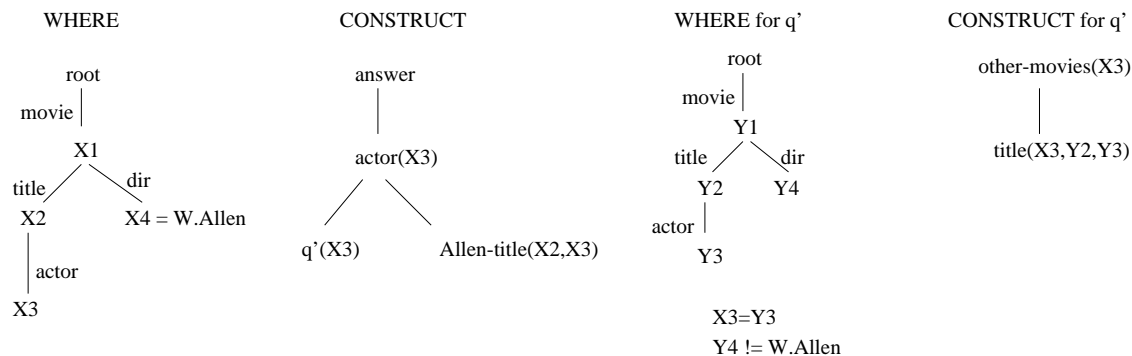 WHERE
root
movie
X1
title
dir
X2
X4 = W.Allen
actor
X3
CONSTRUCT
answer
actor(X3)
q’(X3)
Allen-title(X2,X3)
WHERE for q’
root
movie
Y1
title
dir
Y2
Y4
actor
Y3
X3=Y3
Y4 != W.Allen
CONSTRUCT for q’
other-movies(X3)
title(X3,Y2,Y3)